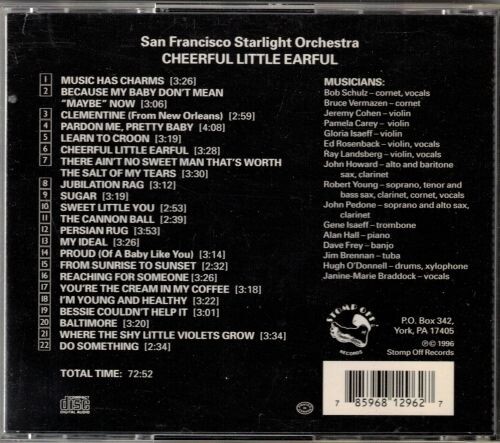 San Francisco Starlight Orchestra
CHEERFUL LITTLE EARFUL
1 MUSIC HAS CHARMS [3:26]
2 BECAUSE MY BABY DON'T MEAN
"MAYBE" NOW [3:06]
3 CLEMENTINE (From New Orleans) [2:59]
4 PARDON ME, PRETTY BABY [4:08]
5 LEARN TO CROON [3:19]
6 CHEERFUL LITTLE EARFUL [3:28]
7 THERE AIN'T NO SWEET MAN THAT'S WORTH
THE SALT OF MY TEARS [3:30]
8 JUBILATION RAG [3:12]
9 SUGAR [3:19]
10 SWEET LITTLE YOU [2:53]
11 THE CANNON BALL [2:39]
12 PERSIAN RUG [3:53]
13 MY IDEAL [3:26]
14 PROUD (Of A Baby Like You) [3:14]
15 FROM SUNRISE TO SUNSET [2:32]
16 REACHING FOR SOMEONE [3:26]
17 YOU'RE THE CREAM IN MY COFFEE [3:18]
18 I'M YOUNG AND HEALTHY [3:22]
19 BESSIE COULDN'T HELP IT [3:01]
20 BALTIMORE [3:20]
21 WHERE THE SHY LITTLE VIOLETS GROW [3:34]
22 DO SOMETHING [2:34]
TOTAL TIME: 72:52
COMPACT
disc
DIGITAL AUDIO
MUSICIANS:
Bob Schulz – cornet, vocals
Bruce Vermazen – cornet
Jeremy Cohen – violin
Pamela Carey – violin
Gloria Isaeff – violin
Ed Rosenback – violin, vocals
Ray Landsberg – violin, vocals
John Howard – alto and baritone
sax, clarinet
Robert Young – soprano, tenor and
bass sax, clarinet, cornet, vocals
John Pedone – soprano and alto sax,
clarinet
Gene Isaeff – trombone
Alan Hall – piano
Dave Frey – banjo
Jim Brennan – tuba
Hugh O'Donnell – drums, xylophone
Janine-Marie Braddock – vocals
STOMP OFF
RECORDS
P.O. Box 342,
York, PA 17405
℗© 1996
Stomp Off Records
7 85968 12962 7